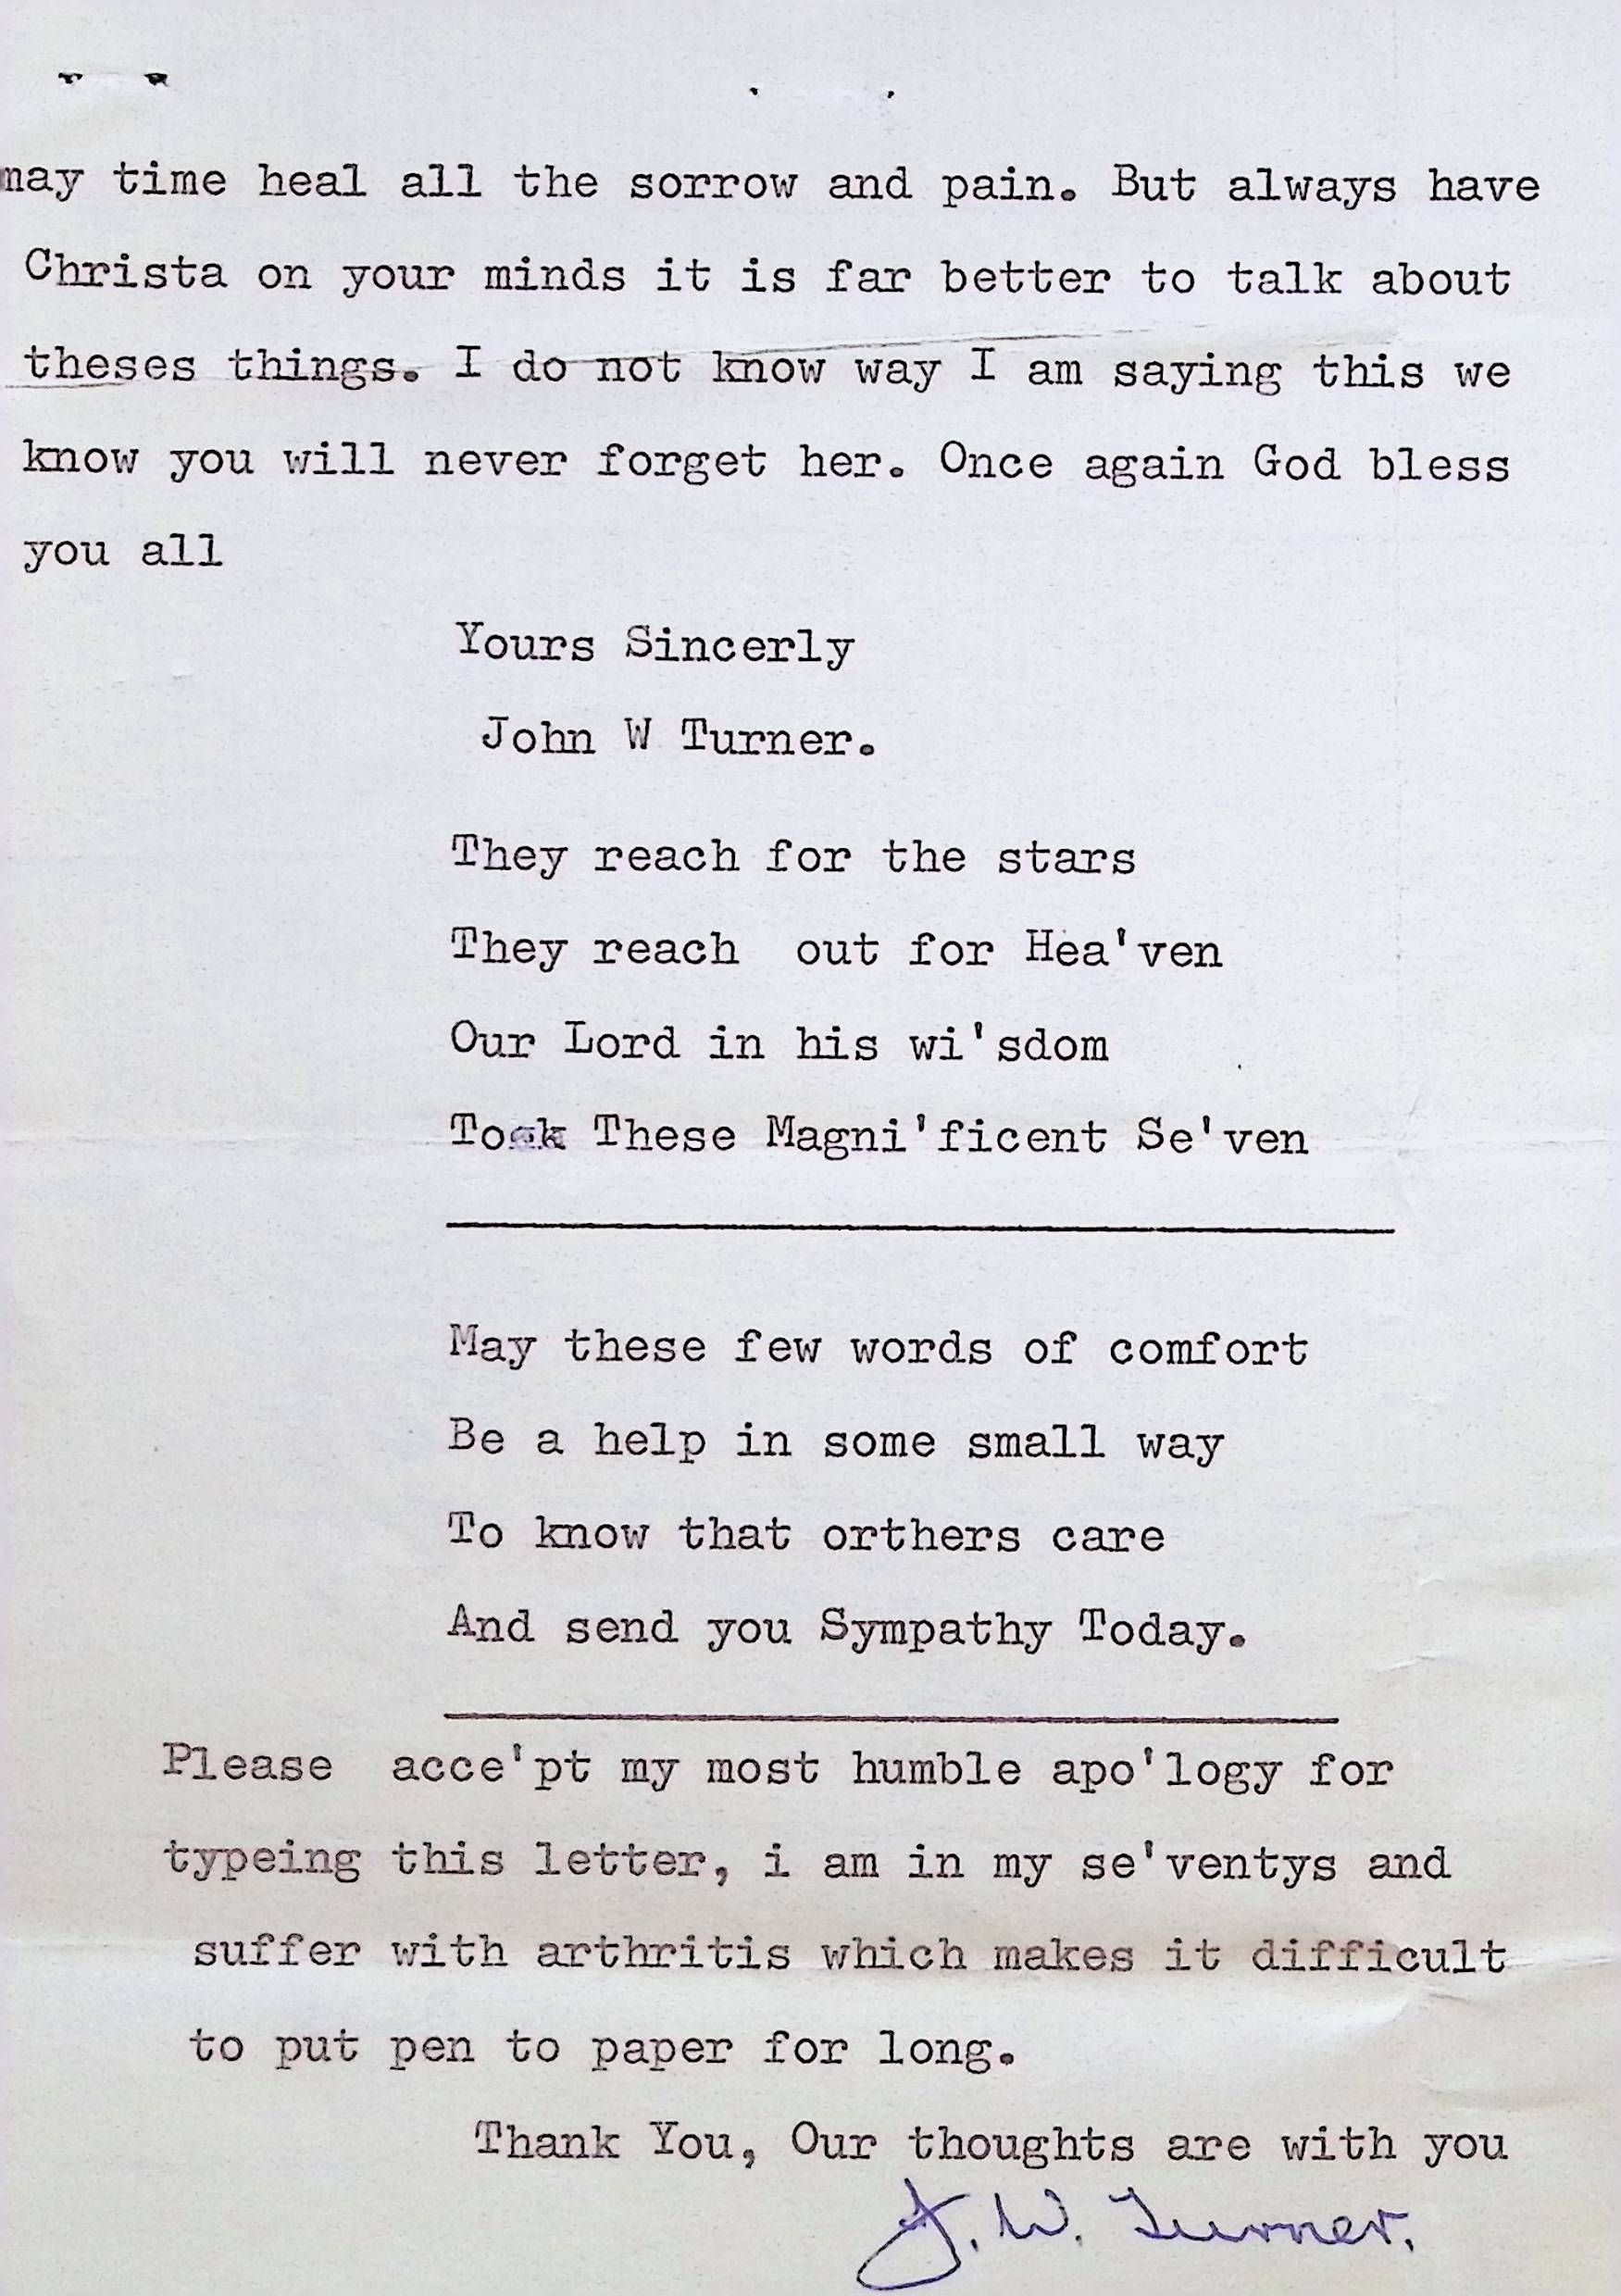 may time heal all the sorrow and pain. But always have
Christa on your minds it is far better to talk about
theses things. I do not know way I am saying this we
know you will never forget her. Once again God bless
you all
Yours Sincerly
John W Turner.
They reach for the stars
They reach out for Hea'ven
Our Lord in his wi'sdom
Took These Magni'ficent Se'ven
May these few words of comfort
Be a help in some small way
To know that orthers care
And send you Sympathy Today.
Please acce'pt my most humble apo'logy for
typeing this letter, i am in my se'ventys and
suffer with arthritis which makes it difficult
to put pen to paper for long.
Thank You, Our thoughts are with you
J. W. Turner.